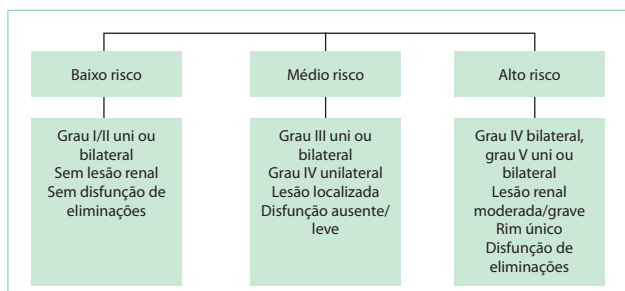 Baixo risco
Grau I/II uni ou
bilateral
Sem lesão renal
Sem disfunção de
eliminações
Médio risco
Grau III uni ou
bilateral
Grau IV unilateral
Lesão localizada
Disfunção ausente/
leve
Alto risco
Grau IV bilateral,
grau V uni ou
bilateral
Lesão renal
moderada/grave
Rim único
Disfunção de
eliminações